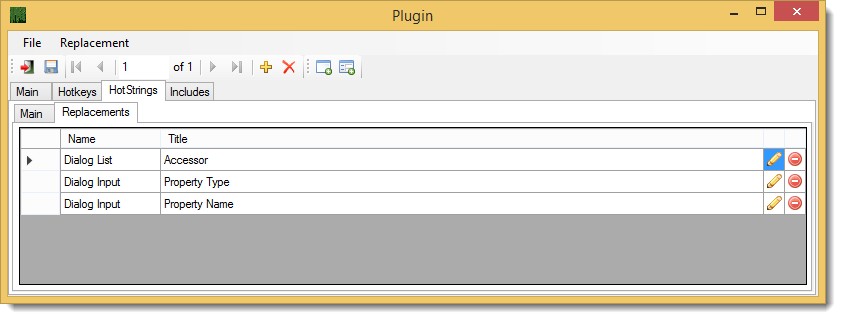 Plugin
File Replacement
1 of 1
Main Hotkeys HotStrings Includes
Main Replacements
Name Title
Dialog List Accessor
Dialog Input Property Type
Dialog Input Property Name